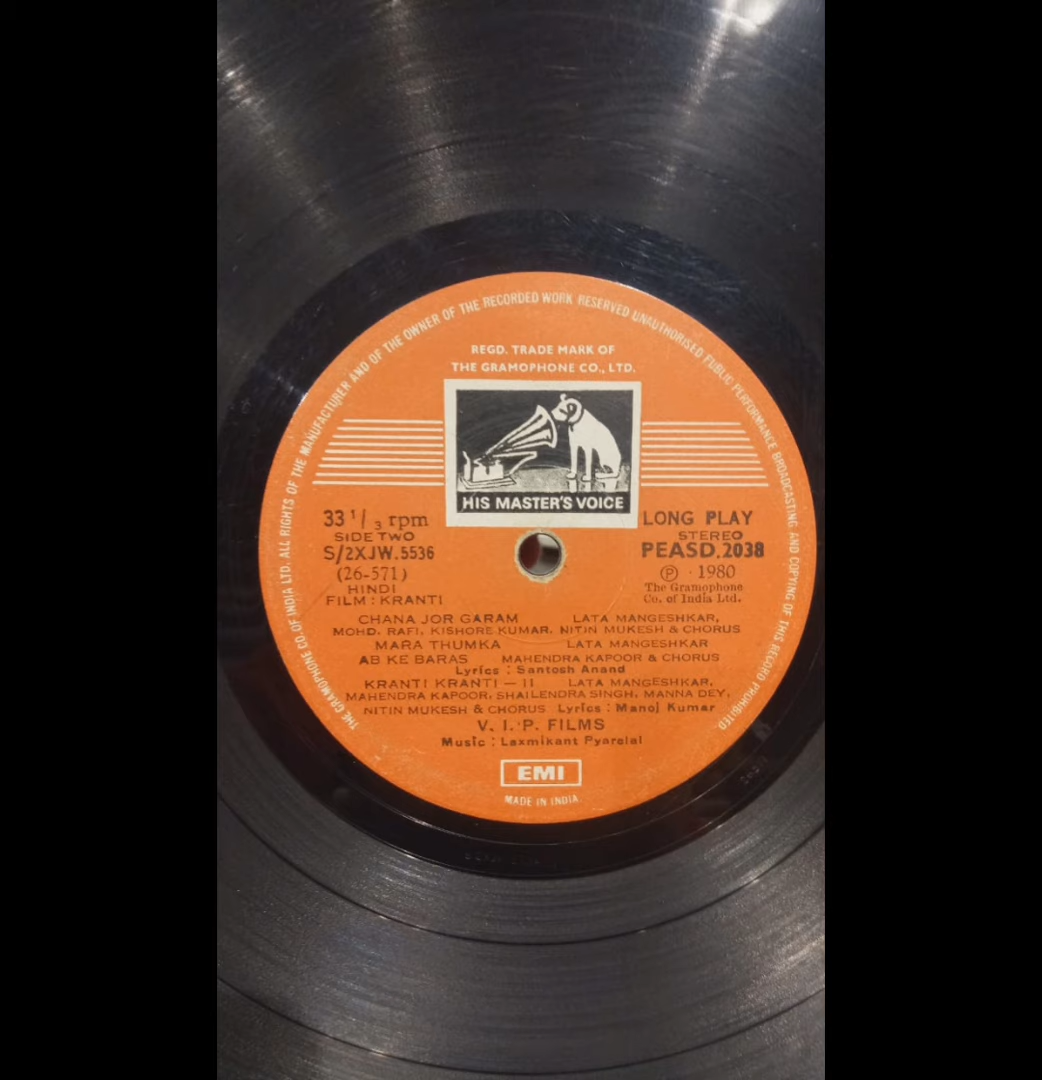 THE GRAMOPHONE CO OF INDIA LTD. ALL RIGHTS OF THE MANUFACTURER AND OF THE OWNER OF THE RECORDED WORK RESERVED UNAUTHORISED PUBLIC PERFORMANCE BROADCASTING AND COPYING OF THIS RECORD PROHIBITED
REGD. TRADE MARK OF
THE GRAMOPHONE CO., LTD.
HIS MASTER'S VOICE
33 1/3 rpm
SIDE TWO
S/2XJW.5536
(26-571)
HINDI
FILM : KRANTI
LONG PLAY
STEREO
PEASD.2038
℗ · 1980
The Gramophone
Co. of India Ltd.
CHANA JOR GARAM LATA MANGESHKAR,
MOHD. RAFI, KISHORE KUMAR, NITIN MUKESH & CHORUS
MARA THUMKA LATA MANGESHKAR
AB KE BARAS MAHENDRA KAPOOR & CHORUS
Lyrics : Santosh Anand
KRANTI KRANTI — II LATA MANGESHKAR,
MAHENDRA KAPOOR, SHAILENDRA SINGH, MANNA DEY,
NITIN MUKESH & CHORUS Lyrics : Manoj Kumar
V. I. P. FILMS
Music : Laxmikant Pyarelal
EMI
MADE IN INDIA